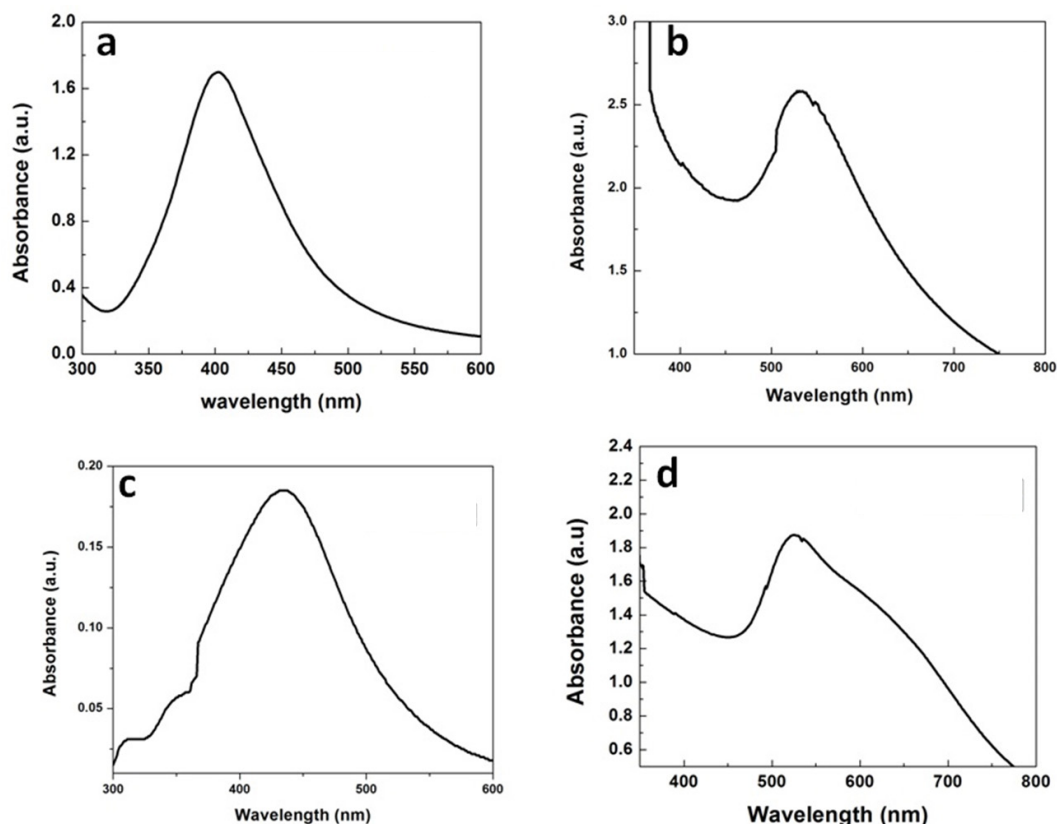 a
Absorbance (a.u.)
2.0
1.6
1.2
0.8
0.4
0.0
300 350 400 450 500 550 600
wavelength (nm)
b
Absorbance (a.u.)
3.0
2.5
2.0
1.5
1.0
400 500 600 700 800
Wavelength (nm)
c
Absorbance (a.u.)
0.20
0.15
0.10
0.05
300 400 500 600
Wavelength (nm)
d
Absorbance (a.u)
2.4
2.2
2.0
1.8
1.6
1.4
1.2
1.0
0.8
0.6
400 500 600 700 800
Wavelength (nm)